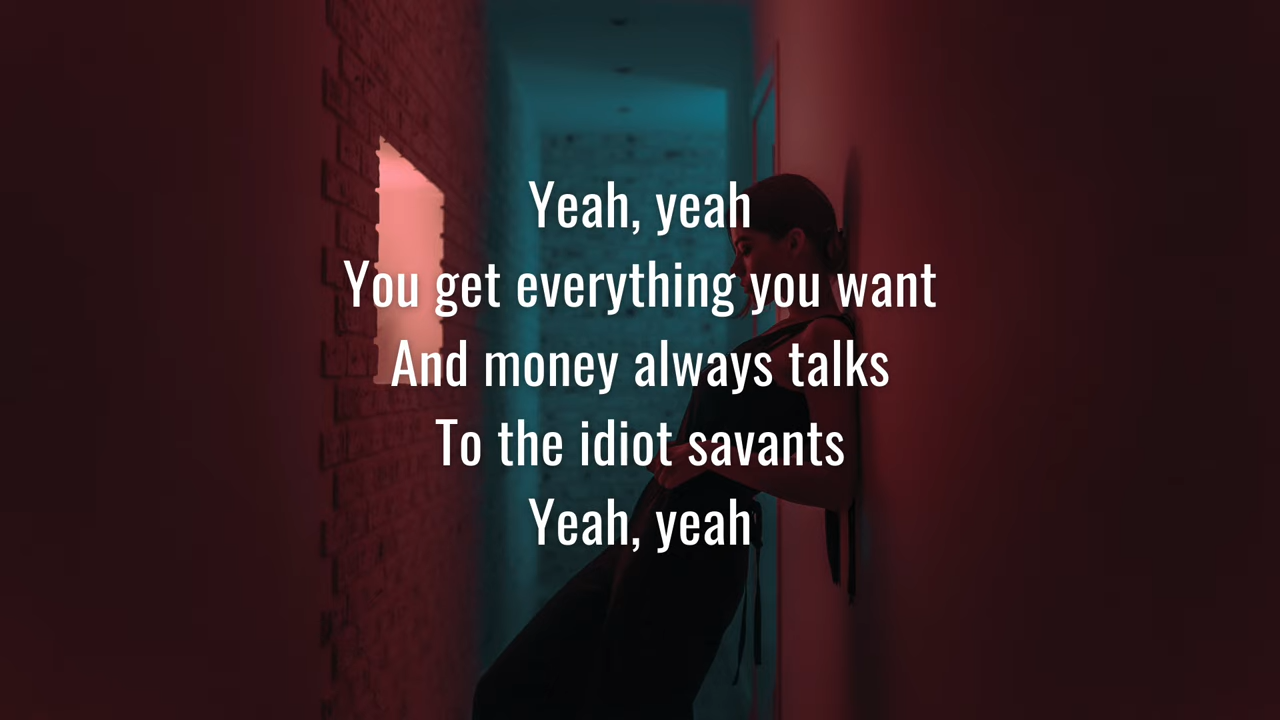 Yeah, yeah
You get everything you want
And money always talks
To the idiot savants
Yeah, yeah